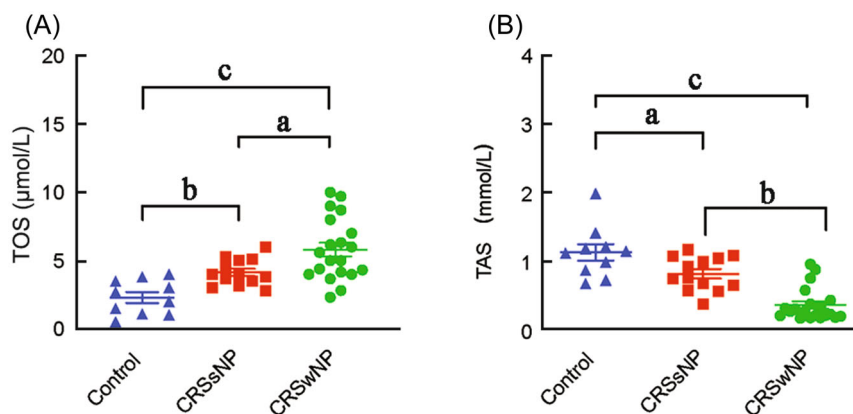 (A)
20
15
10
5
0
TOS (μmol/L)
c
a
b
Control
CRSsNP
CRSwNP
(B)
4
3
2
1
0
TAS (mmol/L)
c
a
b
Control
CRSsNP
CRSwNP